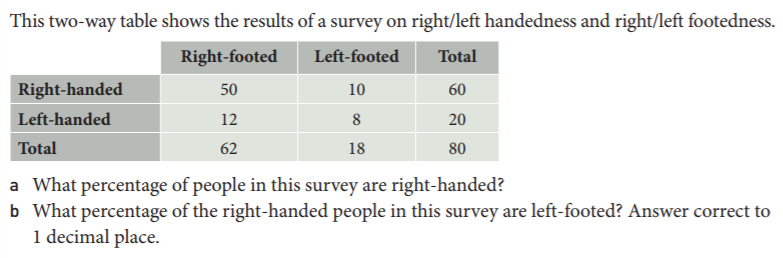 This two-way table shows the results of a survey on right/left handedness and right/left footedness.
Right-footed Left-footed Total
Right-handed 50 10 60
Left-handed 12 8 20
Total 62 18 80
a What percentage of people in this survey are right-handed?
b What percentage of the right-handed people in this survey are left-footed? Answer correct to
1 decimal place.